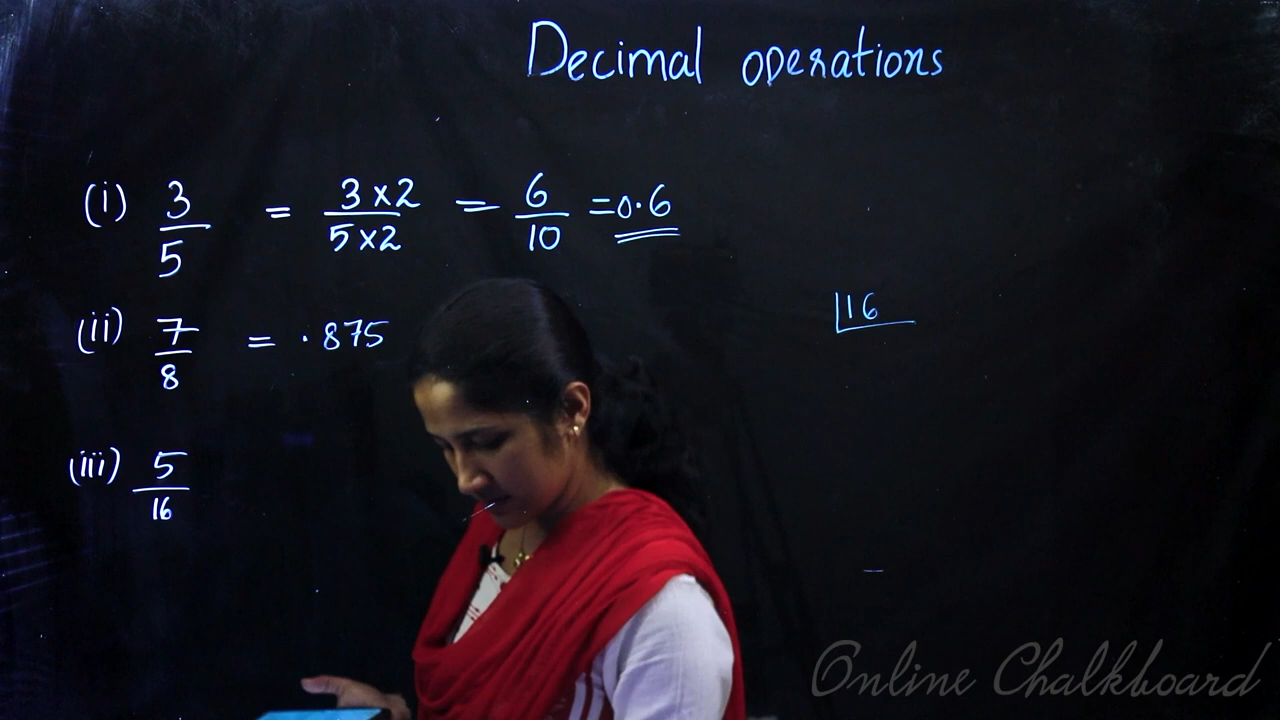 Decimal operations
(i) 3/5 = 3×2/5×2 = 6/10 = 0.6
(ii) 7/8 = .875
16
(iii) 5/16
Online Chalkboard